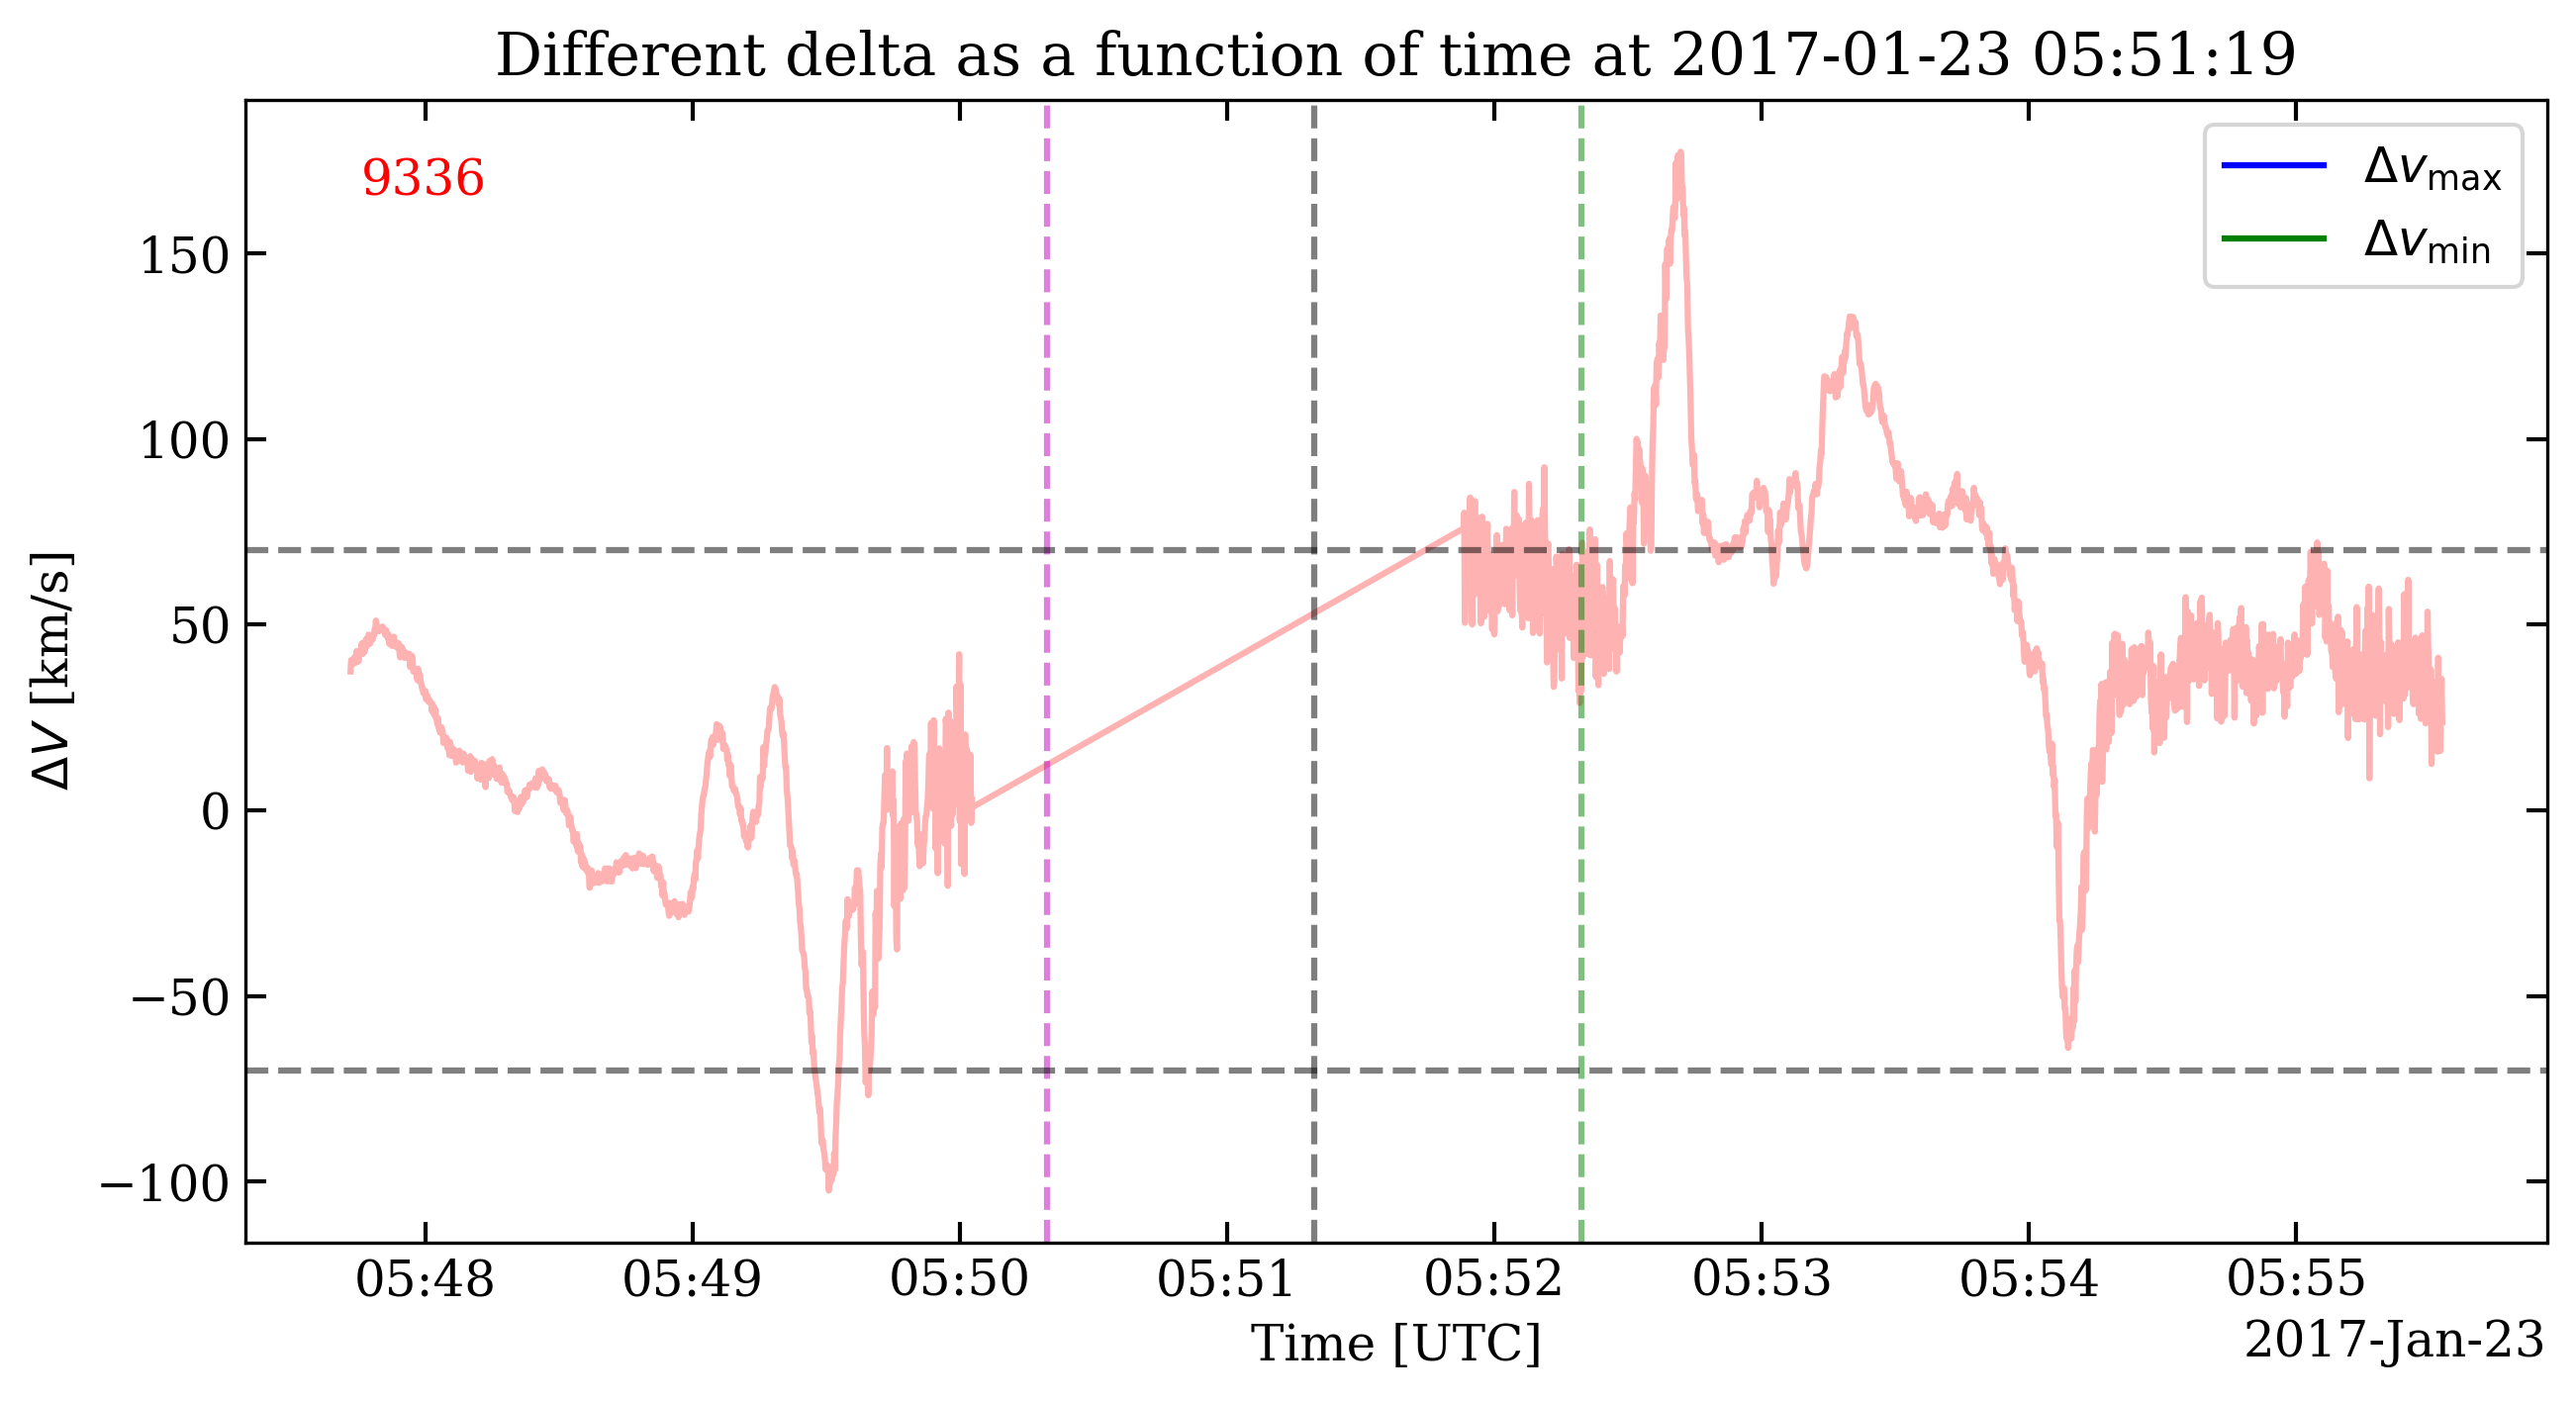 Different delta as a function of time at 2017-01-23 05:51:19
9336
Δv_max
Δv_min
ΔV [km/s]
150
100
50
0
−50
−100
05:48 05:49 05:50 05:51 05:52 05:53 05:54 05:55
Time [UTC]
2017-Jan-23